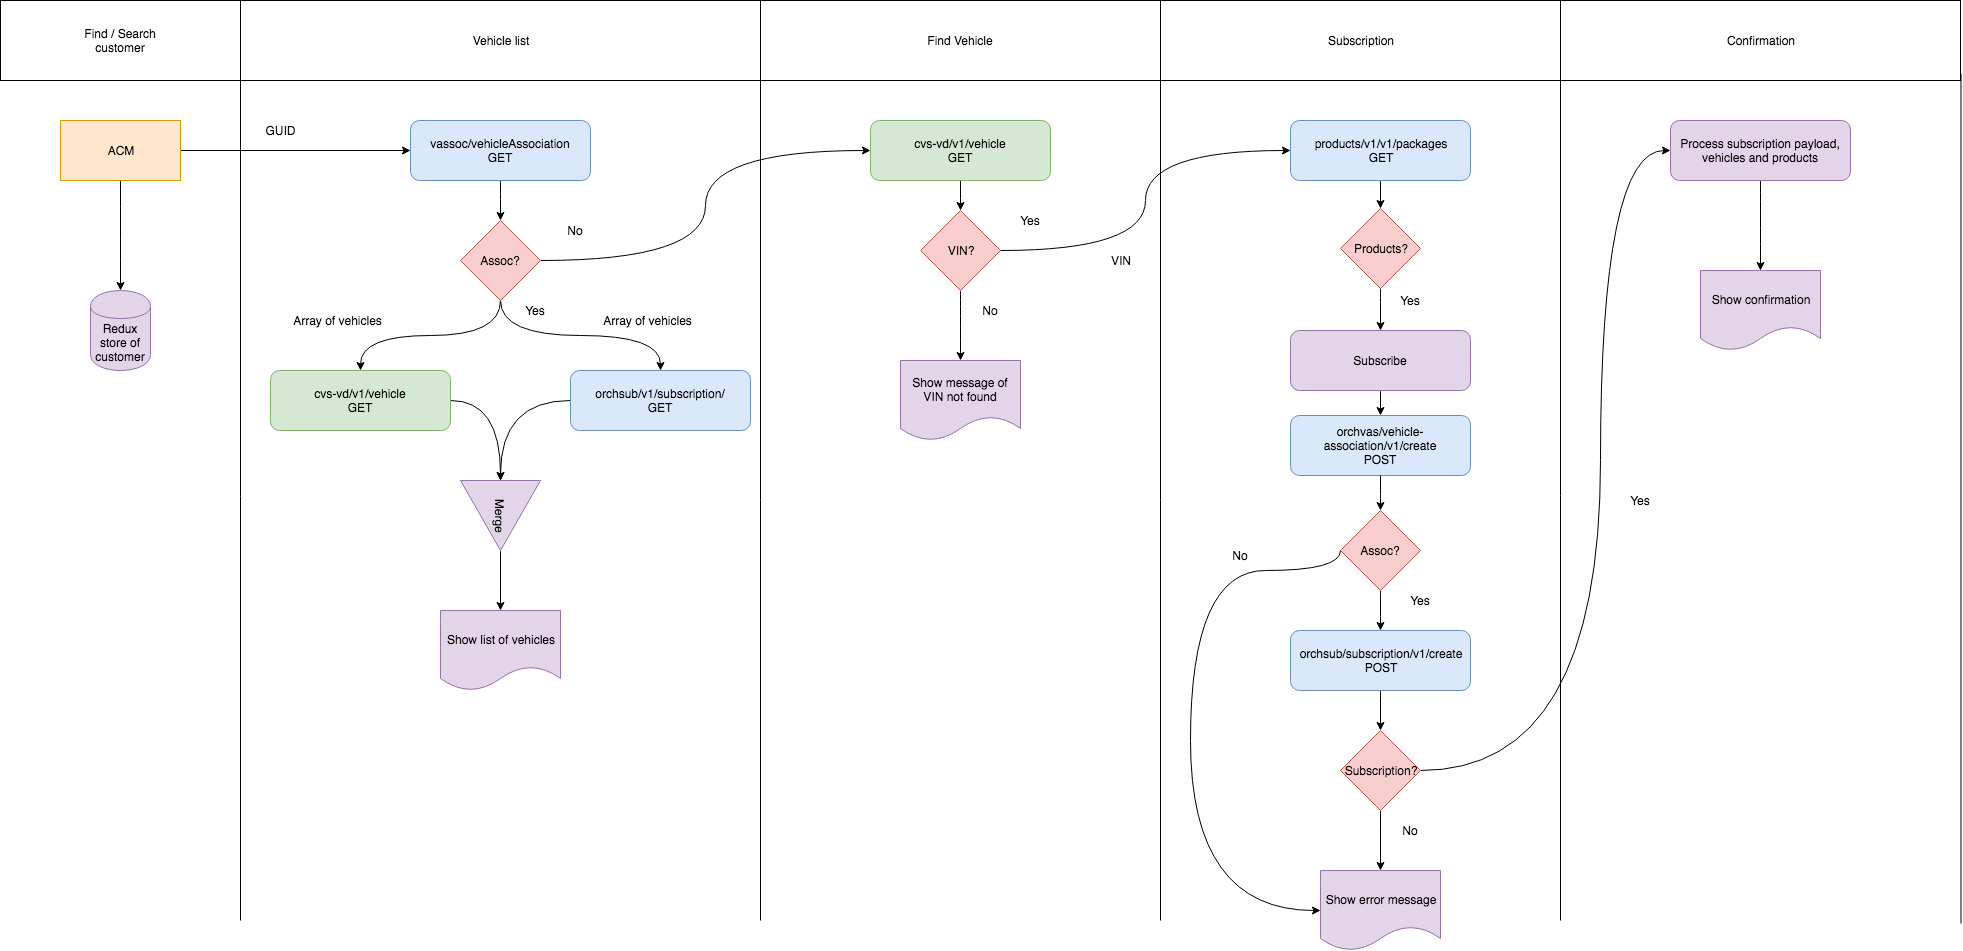 Find / Search
customer
Vehicle list
Find Vehicle
Subscription
Confirmation
ACM
Redux
store of
customer
GUID
vassoc/vehicleAssociation
GET
Assoc?
No
Yes
Array of vehicles
Array of vehicles
cvs-vd/v1/vehicle
GET
orchsub/v1/subscription/
GET
Merge
Show list of vehicles
cvs-vd/v1/vehicle
GET
VIN?
Yes
VIN
No
Show message of
VIN not found
products/v1/v1/packages
GET
Products?
Yes
Subscribe
orchvas/vehicle-
association/v1/create
POST
Assoc?
No
Yes
orchsub/subscription/v1/create
POST
Subscription?
Yes
No
Show error message
Process subscription payload,
vehicles and products
Show confirmation